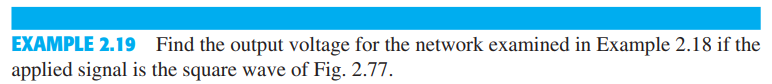 EXAMPLE 2.19 Find the output voltage for the network examined in Example 2.18 if the
applied signal is the square wave of Fig. 2.77.